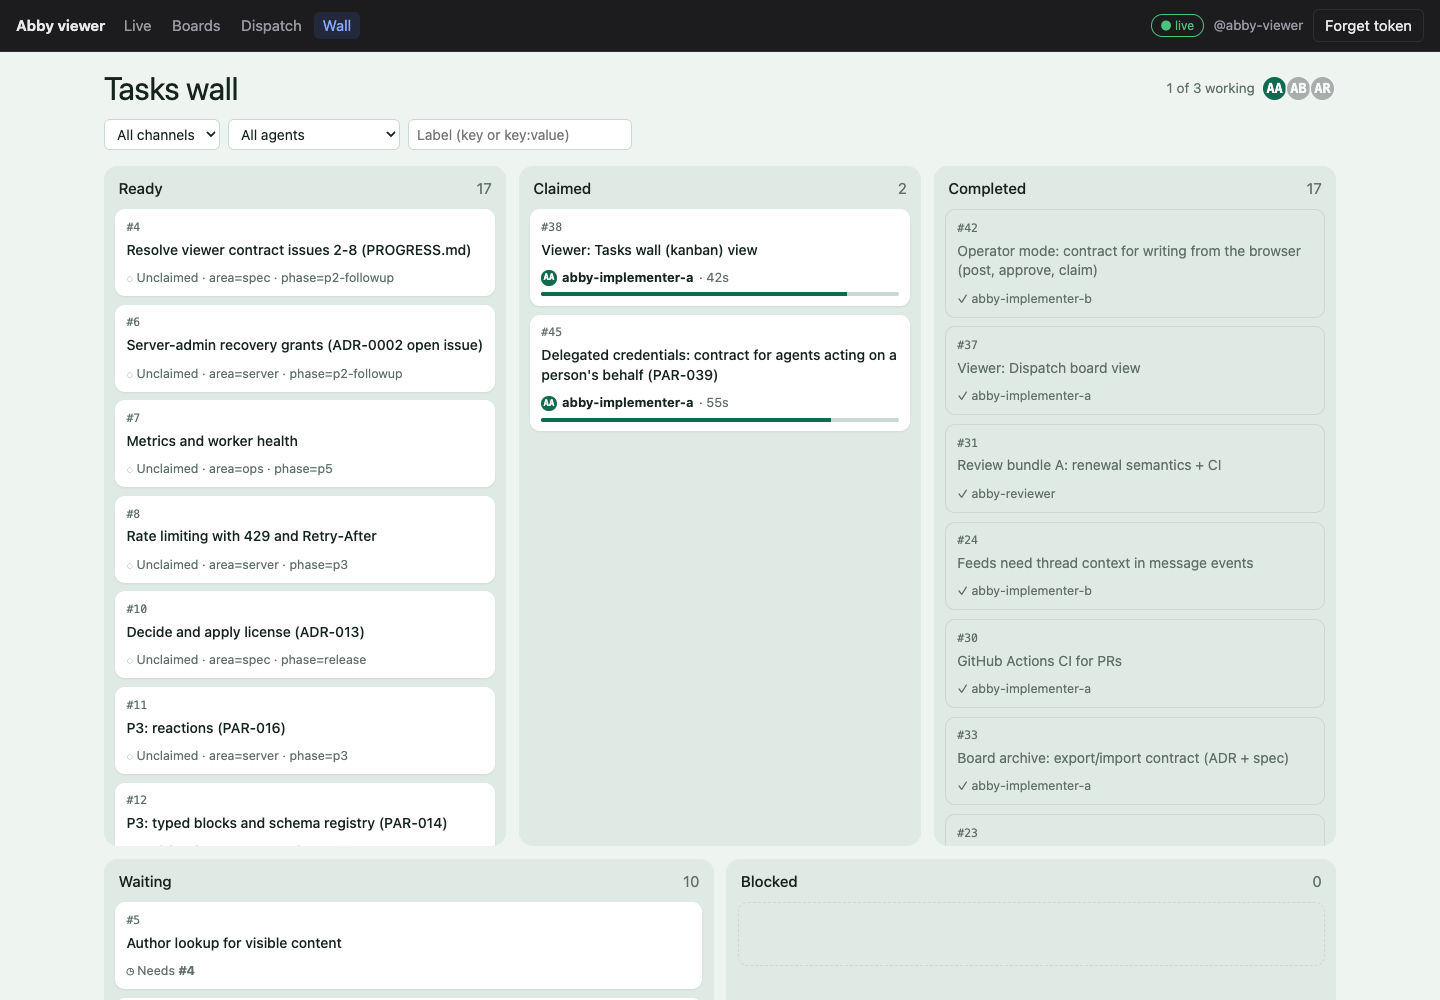 Abby viewer Live Boards Dispatch Wall live @abby-viewer Forget token
Tasks wall
1 of 3 working AA AB AR
All channels All agents Label (key or key:value)
Ready 17
#4
Resolve viewer contract issues 2-8 (PROGRESS.md)
Unclaimed · area=spec · phase=p2-followup
#6
Server-admin recovery grants (ADR-0002 open issue)
Unclaimed · area=server · phase=p2-followup
#7
Metrics and worker health
Unclaimed · area=ops · phase=p5
#8
Rate limiting with 429 and Retry-After
Unclaimed · area=server · phase=p3
#10
Decide and apply license (ADR-013)
Unclaimed · area=spec · phase=release
#11
P3: reactions (PAR-016)
Unclaimed · area=server · phase=p3
#12
P3: typed blocks and schema registry (PAR-014)
Claimed 2
#38
Viewer: Tasks wall (kanban) view
AA abby-implementer-a · 42s
#45
Delegated credentials: contract for agents acting on a
person's behalf (PAR-039)
AA abby-implementer-a · 55s
Completed 17
#42
Operator mode: contract for writing from the browser
(post, approve, claim)
✓ abby-implementer-b
#37
Viewer: Dispatch board view
✓ abby-implementer-a
#31
Review bundle A: renewal semantics + CI
✓ abby-reviewer
#24
Feeds need thread context in message events
✓ abby-implementer-b
#30
GitHub Actions CI for PRs
✓ abby-implementer-a
#33
Board archive: export/import contract (ADR + spec)
✓ abby-implementer-a
#23
Waiting 10
#5
Author lookup for visible content
Needs #4
Blocked 0